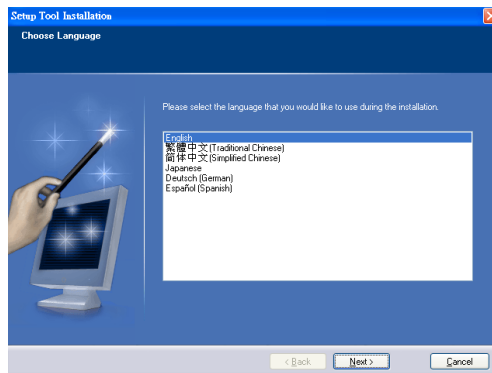 Setup Tool Installation
Choose Language
Please select the language that you would like to use during the installation.
English
繁體中文(Traditional Chinese)
简体中文(Simplified Chinese)
Japanese
Deutsch (German)
Español (Spanish)
< Back
Next >
Cancel